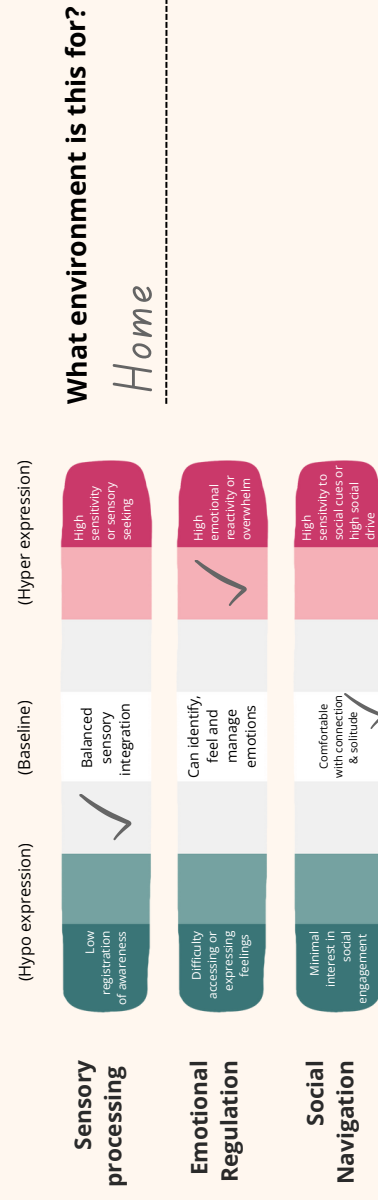 What environment is this for?
Home
(Hypo expression)
(Baseline)
(Hyper expression)
Sensory
processing
Low
registration
of awareness
Balanced
sensory
integration
High
sensitivity
or sensory
seeking
Emotional
Regulation
Difficulty
accessing or
expressing
feelings
Can identify,
feel and
manage
emotions
High
emotional
reactivity or
overwhelm
Social
Navigation
Minimal
interest in
social
engagement
Comfortable
with connection
& solitude
High
sensitvity to
social cues or
high social
drive